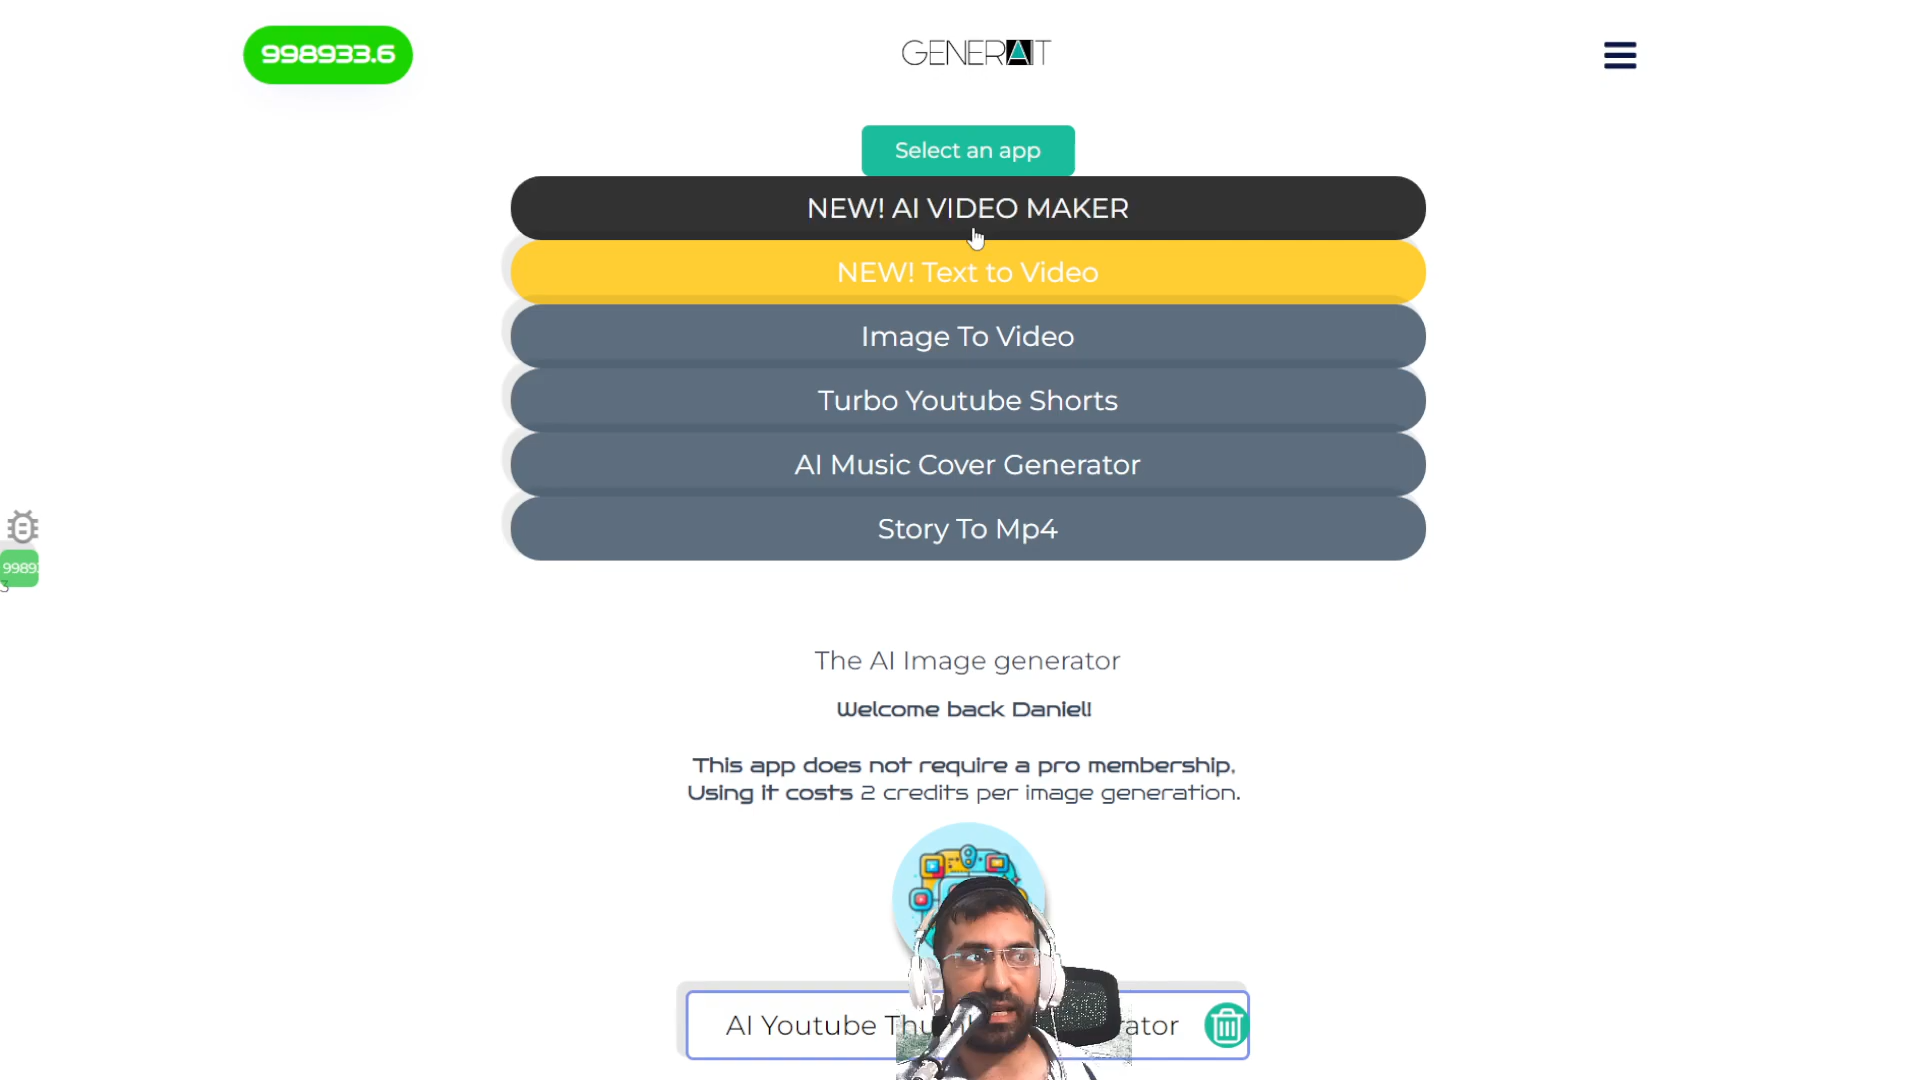 998933.6
GENERAIT
Select an app
NEW! AI VIDEO MAKER
NEW! Text to Video
Image To Video
Turbo Youtube Shorts
AI Music Cover Generator
Story To Mp4
9989
3
The AI Image generator
Welcome back Daniel!
This app does not require a pro membership,
Using it costs 2 credits per image generation.
AI Youtube